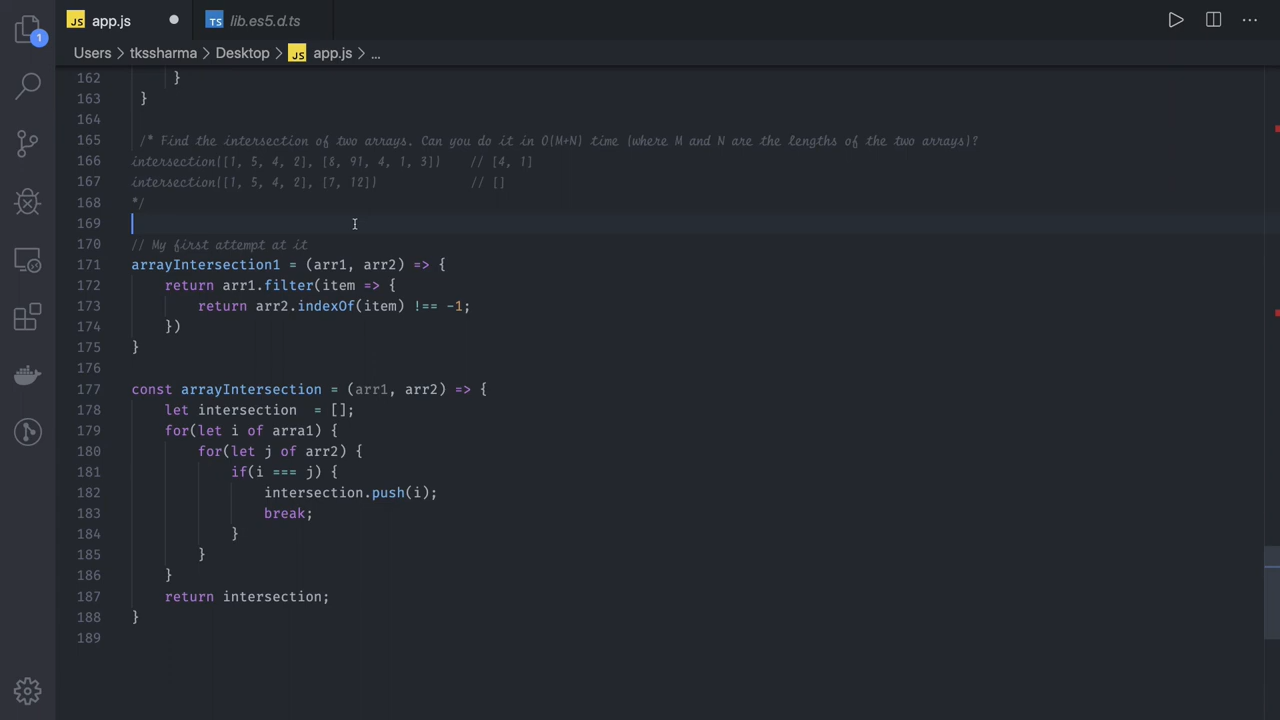 JS app.js
TS lib.es5.d.ts
1
Users > tkssharma > Desktop > JS app.js > ...
162 }
163 }
164
165 /* Find the intersection of two arrays. Can you do it in O(M+N) time (where M and N are the lengths of the two arrays)?
166 intersection([1, 5, 4, 2], [8, 91, 4, 1, 3]) // [4, 1]
167 intersection([1, 5, 4, 2], [7, 12]) // []
168 */
169
170 // My first attempt at it
171 arrayIntersection1 = (arr1, arr2) => {
172 return arr1.filter(item => {
173 return arr2.indexOf(item) !== -1;
174 })
175 }
176
177 const arrayIntersection = (arr1, arr2) => {
178 let intersection  = [];
179 for(let i of arra1) {
180 for(let j of arr2) {
181 if(i === j) {
182 intersection.push(i);
183 break;
184 }
185 }
186 }
187 return intersection;
188 }
189